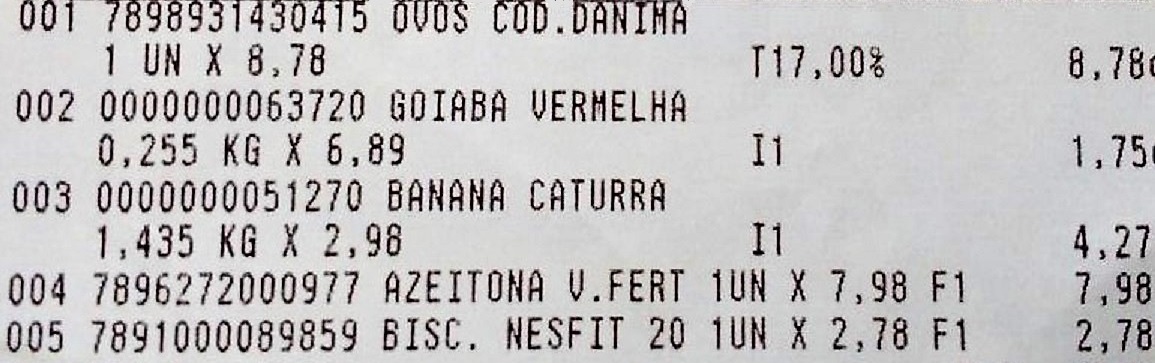 001 7898931430415 OVOS COD.DANIMA
1 UN X 8,78 T17,00% 8,78
002 0000000063720 GOIABA VERMELHA
0,255 KG X 6,89 I1 1,75
003 0000000051270 BANANA CATURRA
1,435 KG X 2,98 I1 4,27
004 7896272000977 AZEITONA V.FERT 1UN X 7,98 F1 7,98
005 7891000089859 BISC. NESFIT 20 1UN X 2,78 F1 2,78